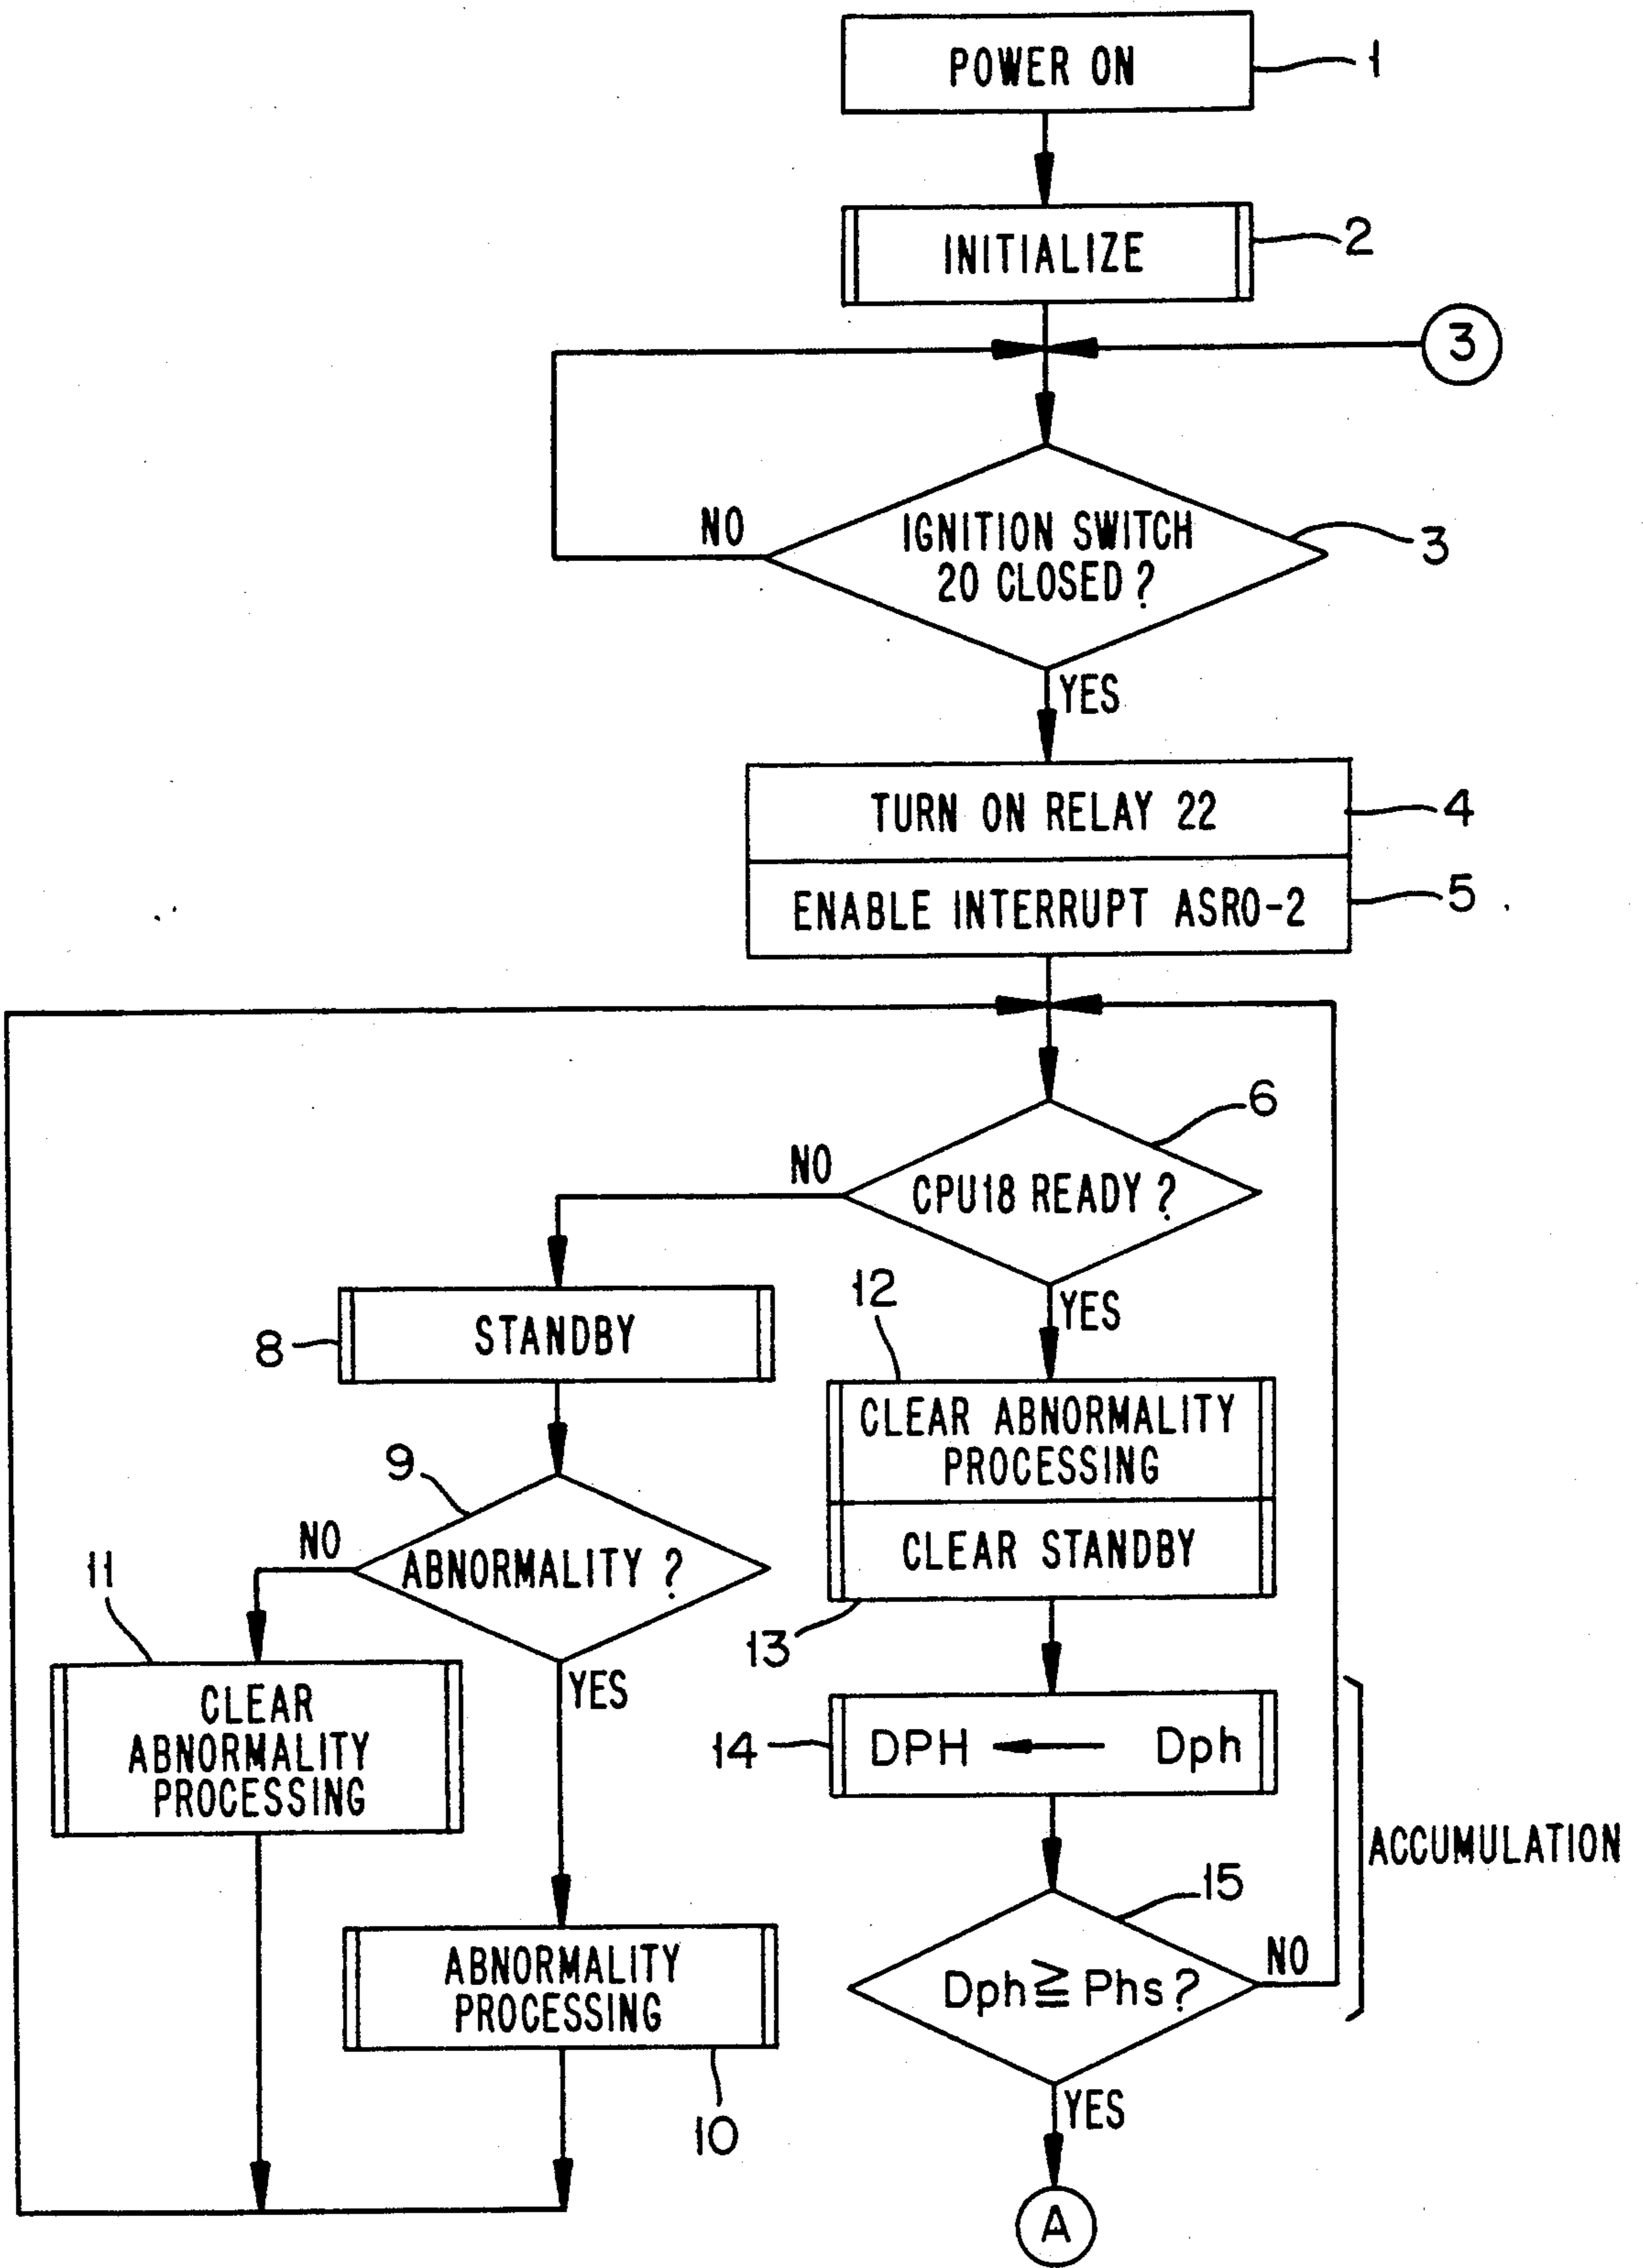 POWER ON
1
INITIALIZE
2
3
NO
IGNITION SWITCH
20 CLOSED ?
3
YES
TURN ON RELAY 22
4
ENABLE INTERRUPT ASRO-2
5
6
NO
CPU18 READY ?
YES
STANDBY
8
12
CLEAR ABNORMALITY
PROCESSING
CLEAR STANDBY
13
9
NO
ABNORMALITY ?
YES
11
CLEAR
ABNORMALITY
PROCESSING
14
DPH ← Dph
ACCUMULATION
15
Dph ≧ Phs ?
NO
YES
ABNORMALITY
PROCESSING
10
A